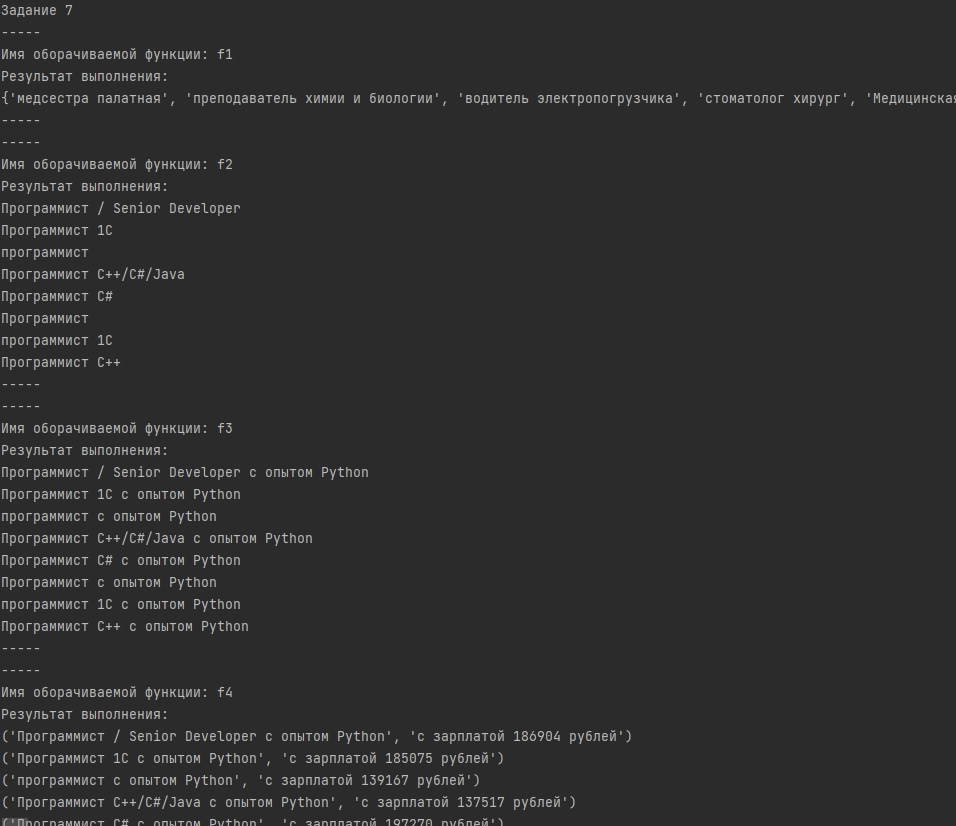 Задание 7
-----
Имя оборачиваемой функции: f1
Результат выполнения:
{'медсестра палатная', 'преподаватель химии и биологии', 'водитель электропогрузчика', 'стоматолог хирург', 'Медицинская
-----
-----
Имя оборачиваемой функции: f2
Результат выполнения:
Программист / Senior Developer
Программист 1C
программист
Программист C++/C#/Java
Программист C#
Программист
программист 1С
Программист C++
-----
-----
Имя оборачиваемой функции: f3
Результат выполнения:
Программист / Senior Developer с опытом Python
Программист 1C с опытом Python
программист с опытом Python
Программист C++/C#/Java с опытом Python
Программист C# с опытом Python
Программист с опытом Python
программист 1С с опытом Python
Программист C++ с опытом Python
-----
-----
Имя оборачиваемой функции: f4
Результат выполнения:
('Программист / Senior Developer с опытом Python', 'с зарплатой 186904 рублей')
('Программист 1C с опытом Python', 'с зарплатой 185075 рублей')
('программист с опытом Python', 'с зарплатой 139167 рублей')
('Программист C++/C#/Java с опытом Python', 'с зарплатой 137517 рублей')
('Программист C# с опытом Python', 'с зарплатой 197270 рублей')